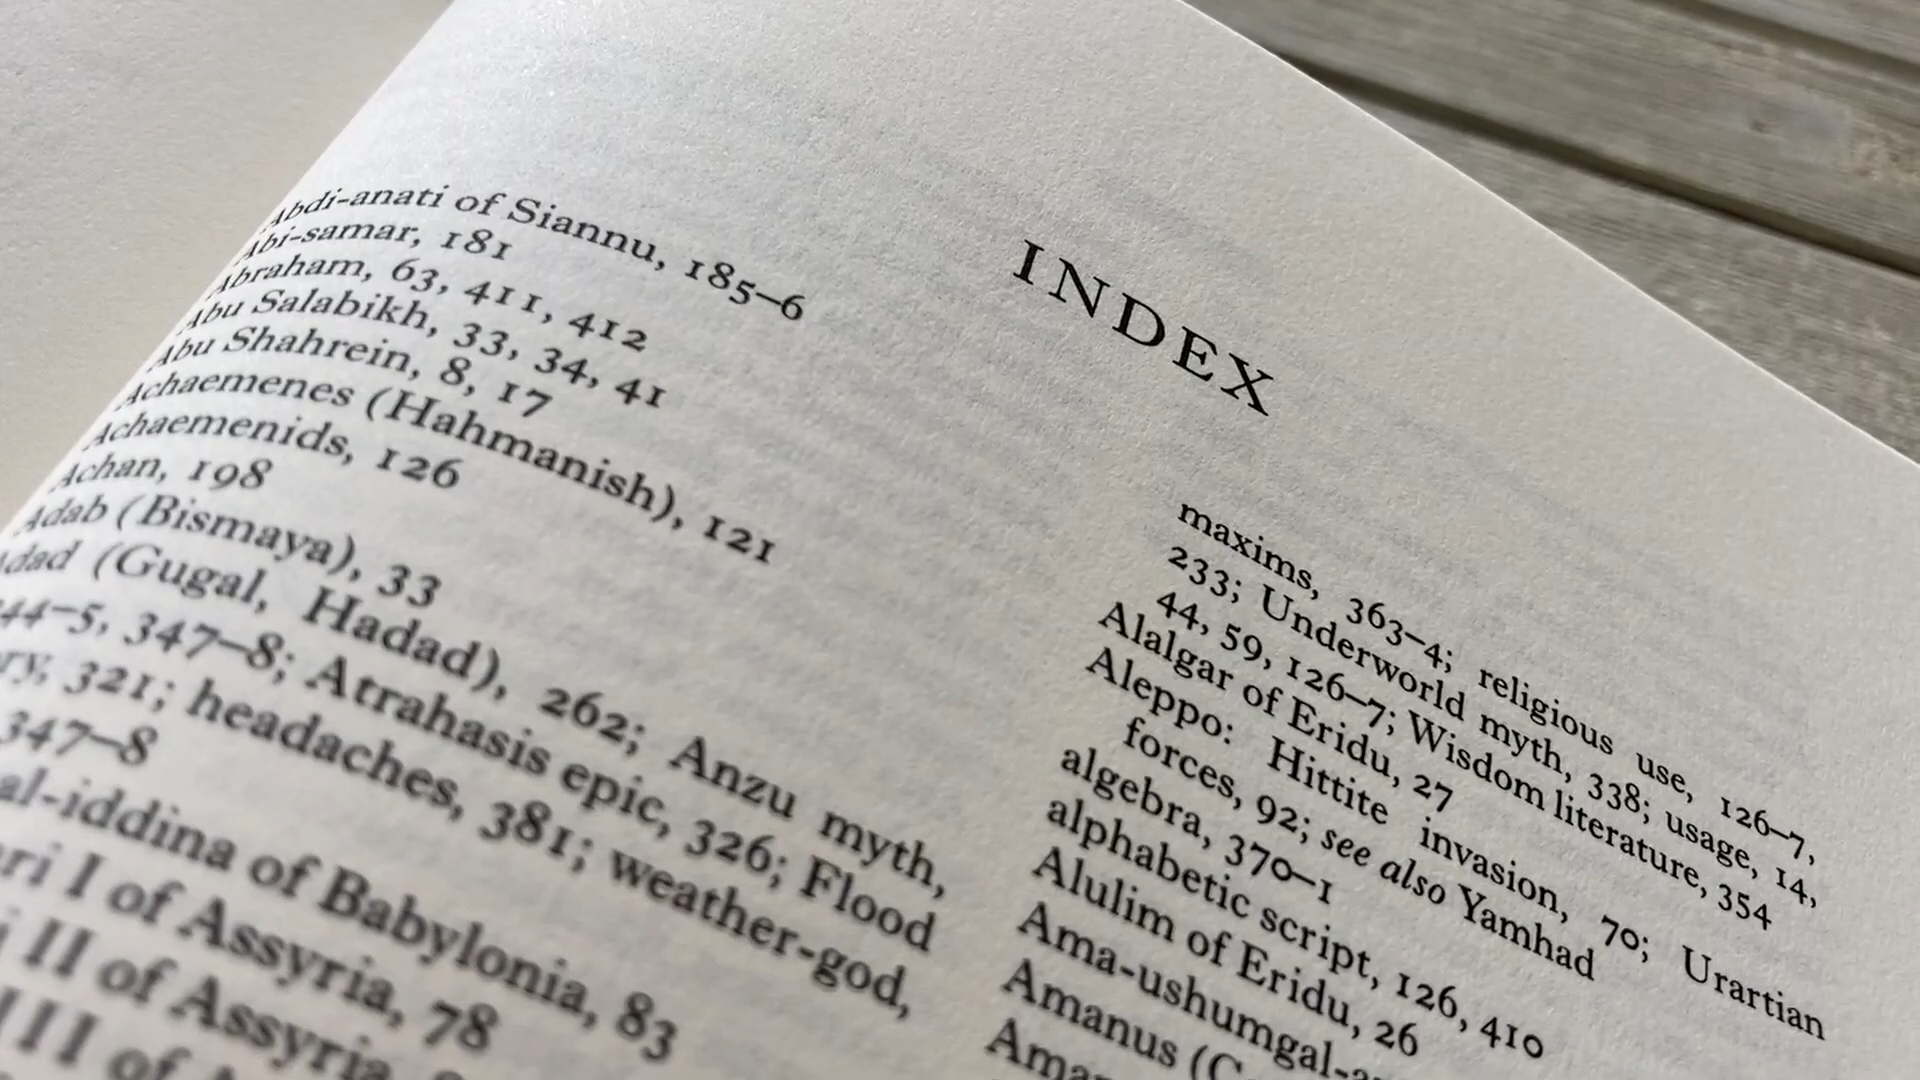 INDEX
Abdi-anati of Siannu, 185–6
Abi-samar, 181
Abraham, 63, 411, 412
Abu Salabikh, 33, 34, 41
Abu Shahrein, 8, 17
Achaemenes (Hahmanish), 121
Achaemenids, 126
Achan, 198
Adab (Bismaya), 33
Adad (Gugal, Hadad), 262; Anzu myth,
347–8; Atrahasis epic, 326; Flood
321; headaches, 381; weather-god,
347–8
of Babylonia, 83
I of Assyria, 78
II of Assyria,
III of
maxims, 363–4; religious use, 126–7,
233; Underworld myth, 338; usage, 14,
44, 59, 126–7; Wisdom literature, 354
Alalgar of Eridu, 27
Aleppo: Hittite invasion, 70; Urartian
forces, 92; see also Yamhad
algebra, 370–1
alphabetic script, 126, 410
Alulim of Eridu, 26
Amanus